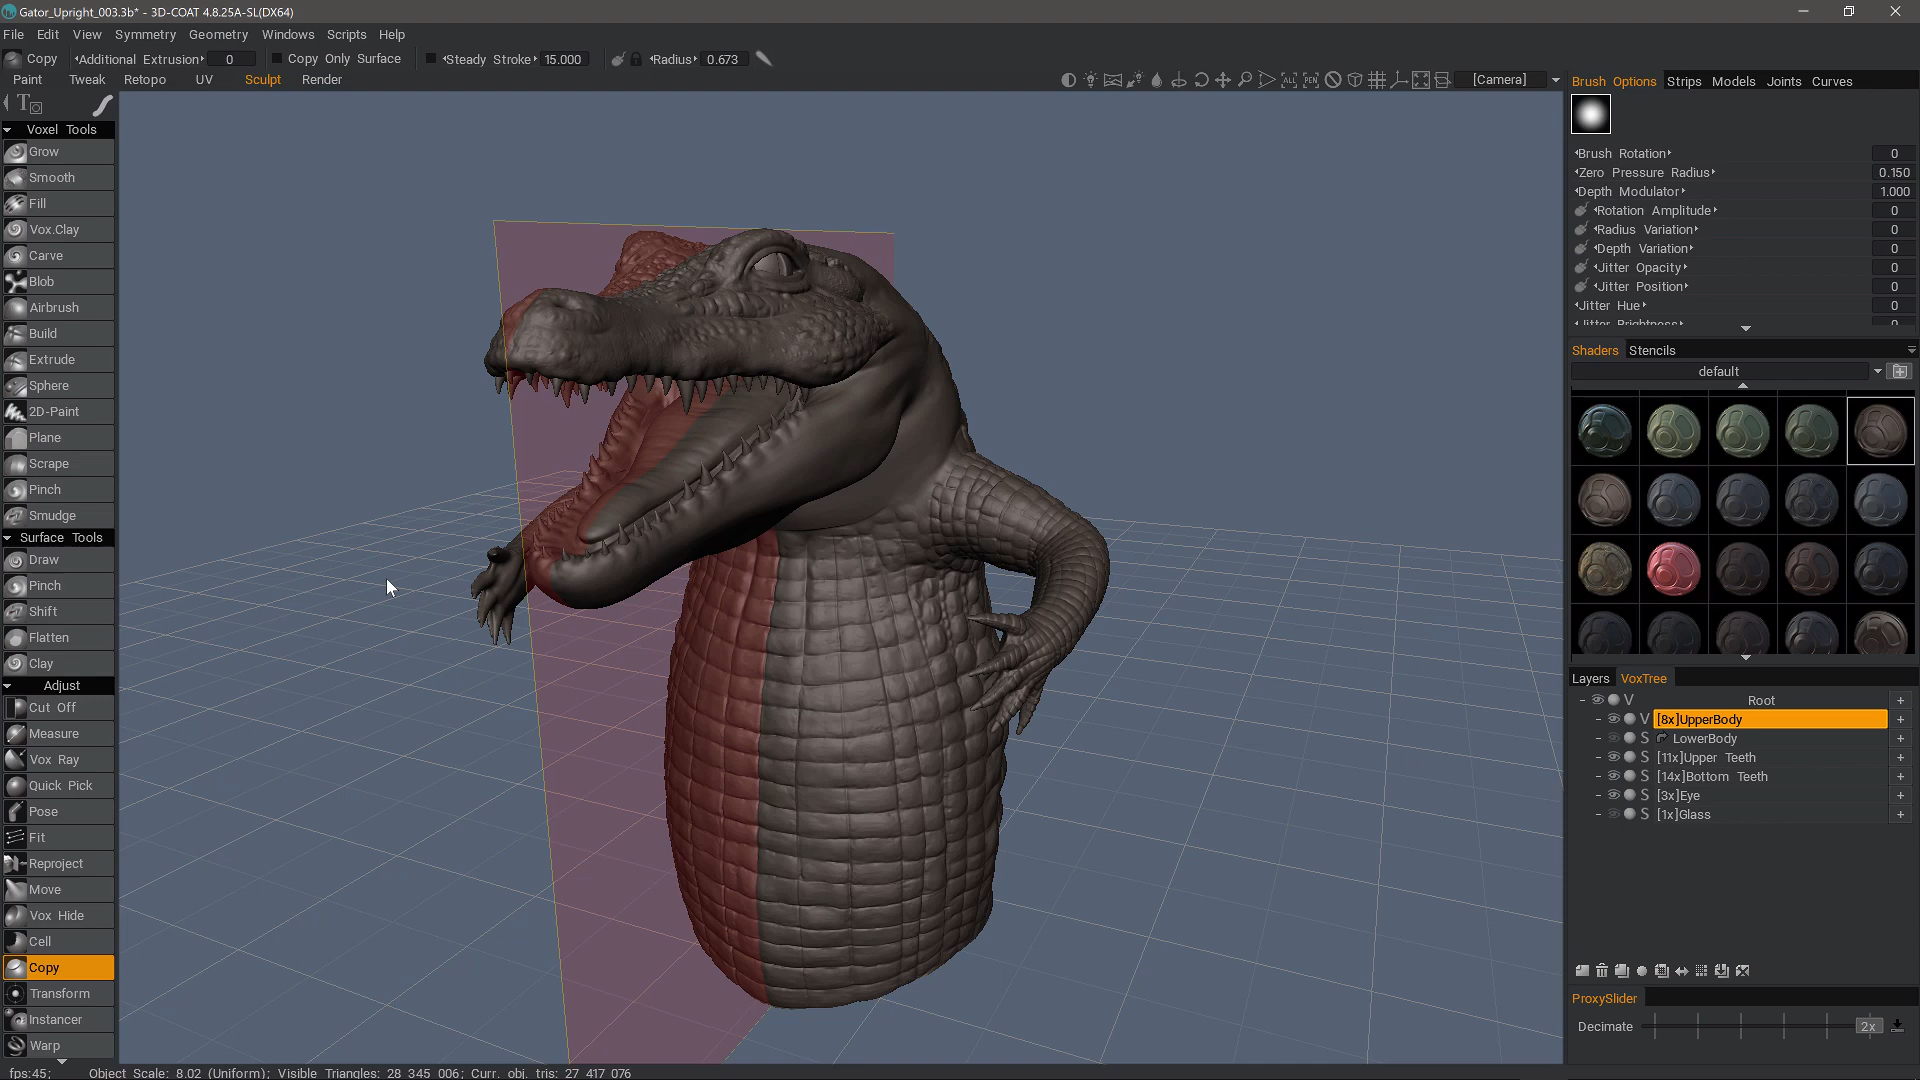 Gator_Upright_003.3b* - 3D-COAT 4.8.25A-SL(DX64)
File Edit View Symmetry Geometry Windows Scripts Help
Copy Additional Extrusion 0 Copy Only Surface Steady Stroke 15.000 Radius 0.673
Paint Tweak Retopo UV Sculpt Render
[Camera]
Voxel Tools
Grow
Smooth
Fill
Vox.Clay
Carve
Blob
Airbrush
Build
Extrude
Sphere
2D-Paint
Plane
Scrape
Pinch
Smudge
Surface Tools
Draw
Pinch
Shift
Flatten
Clay
Adjust
Cut Off
Measure
Vox Ray
Quick Pick
Pose
Fit
Reproject
Move
Vox Hide
Cell
Copy
Transform
Instancer
Warp
Brush Options Strips Models Joints Curves
Brush Rotation 0
Zero Pressure Radius 0.150
Depth Modulator 1.000
Rotation Amplitude 0
Radius Variation 0
Depth Variation 0
Jitter Opacity 0
Jitter Position 0
Jitter Hue 0
Jitter Brightness 0
Shaders Stencils
default
Layers VoxTree
V Root +
V [8x]UpperBody +
S LowerBody +
S [11x]Upper Teeth +
S [14x]Bottom Teeth +
S [3x]Eye +
S [1x]Glass +
ProxySlider
Decimate 2x
fps:45; Object Scale: 8.02 (Uniform); Visible Triangles: 28 345 006; Curr. obj. tris: 27 417 076